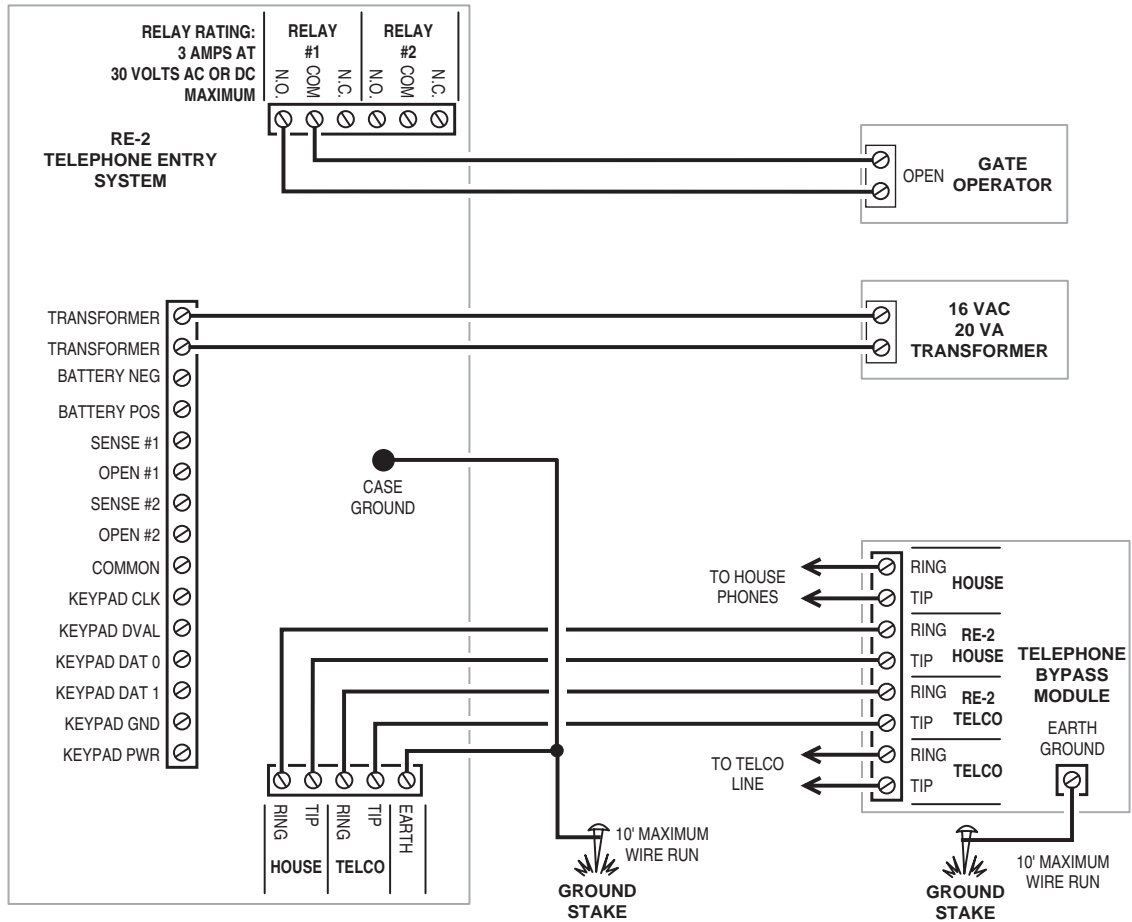 RELAY RATING:
3 AMPS AT
30 VOLTS AC OR DC
MAXIMUM
RELAY
#1
RELAY
#2
N.O.
COM
N.C.
N.O.
COM
N.C.
RE-2
TELEPHONE ENTRY
SYSTEM
OPEN
GATE
OPERATOR
TRANSFORMER
TRANSFORMER
BATTERY NEG
BATTERY POS
SENSE #1
OPEN #1
SENSE #2
OPEN #2
COMMON
KEYPAD CLK
KEYPAD DVAL
KEYPAD DAT 0
KEYPAD DAT 1
KEYPAD GND
KEYPAD PWR
16 VAC
20 VA
TRANSFORMER
CASE
GROUND
TO HOUSE
PHONES
TO TELCO
LINE
RING
TIP
HOUSE
RING
TIP
RE-2
HOUSE
RING
TIP
RE-2
TELCO
RING
TIP
TELCO
TELEPHONE
BYPASS
MODULE
EARTH
GROUND
RING
TIP
RING
TIP
EARTH
HOUSE
TELCO
10' MAXIMUM
WIRE RUN
GROUND
STAKE
10' MAXIMUM
WIRE RUN
GROUND
STAKE